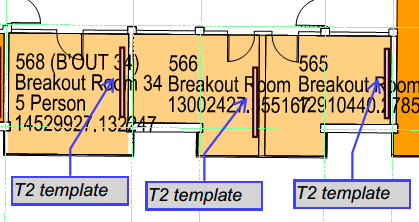 568 (B'OUT 34)
Breakout Room 34
5 Person
14529927.132247
566
Breakout Room
565
Breakout Room
T2 template
T2 template
T2 template